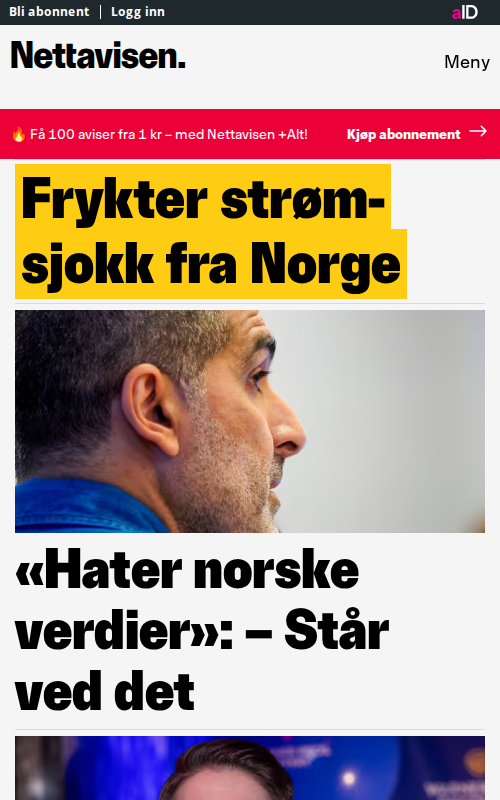 Bli abonnent | Logg inn
aID
Nettavisen.
Meny
🔥 Få 100 aviser fra 1 kr – med Nettavisen +Alt!
Kjøp abonnement →
Frykter strøm-
sjokk fra Norge
«Hater norske
verdier»: – Står
ved det